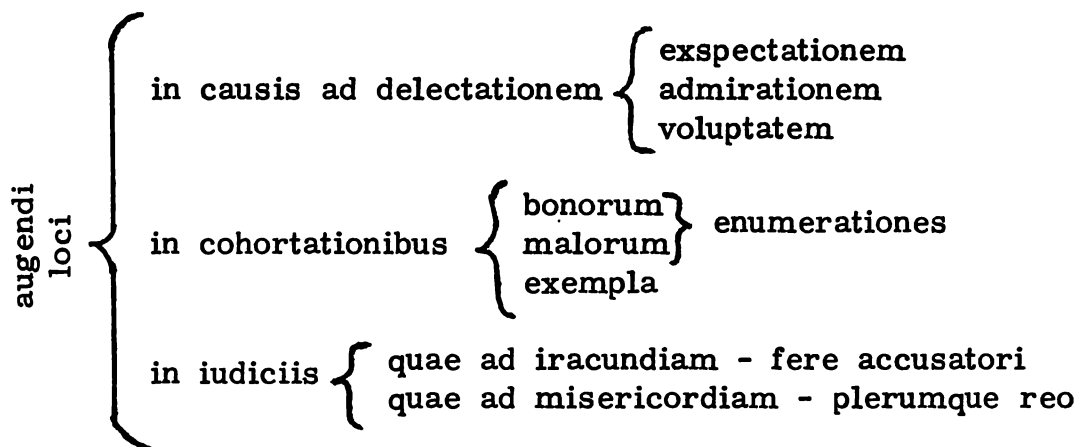 augendi
loci
in causis ad delectationem
exspectationem
admirationem
voluptatem
in cohortationibus
bonorum
malorum
enumerationes
exempla
in iudiciis
quae ad iracundiam - fere accusatori
quae ad misericordiam - plerumque reo